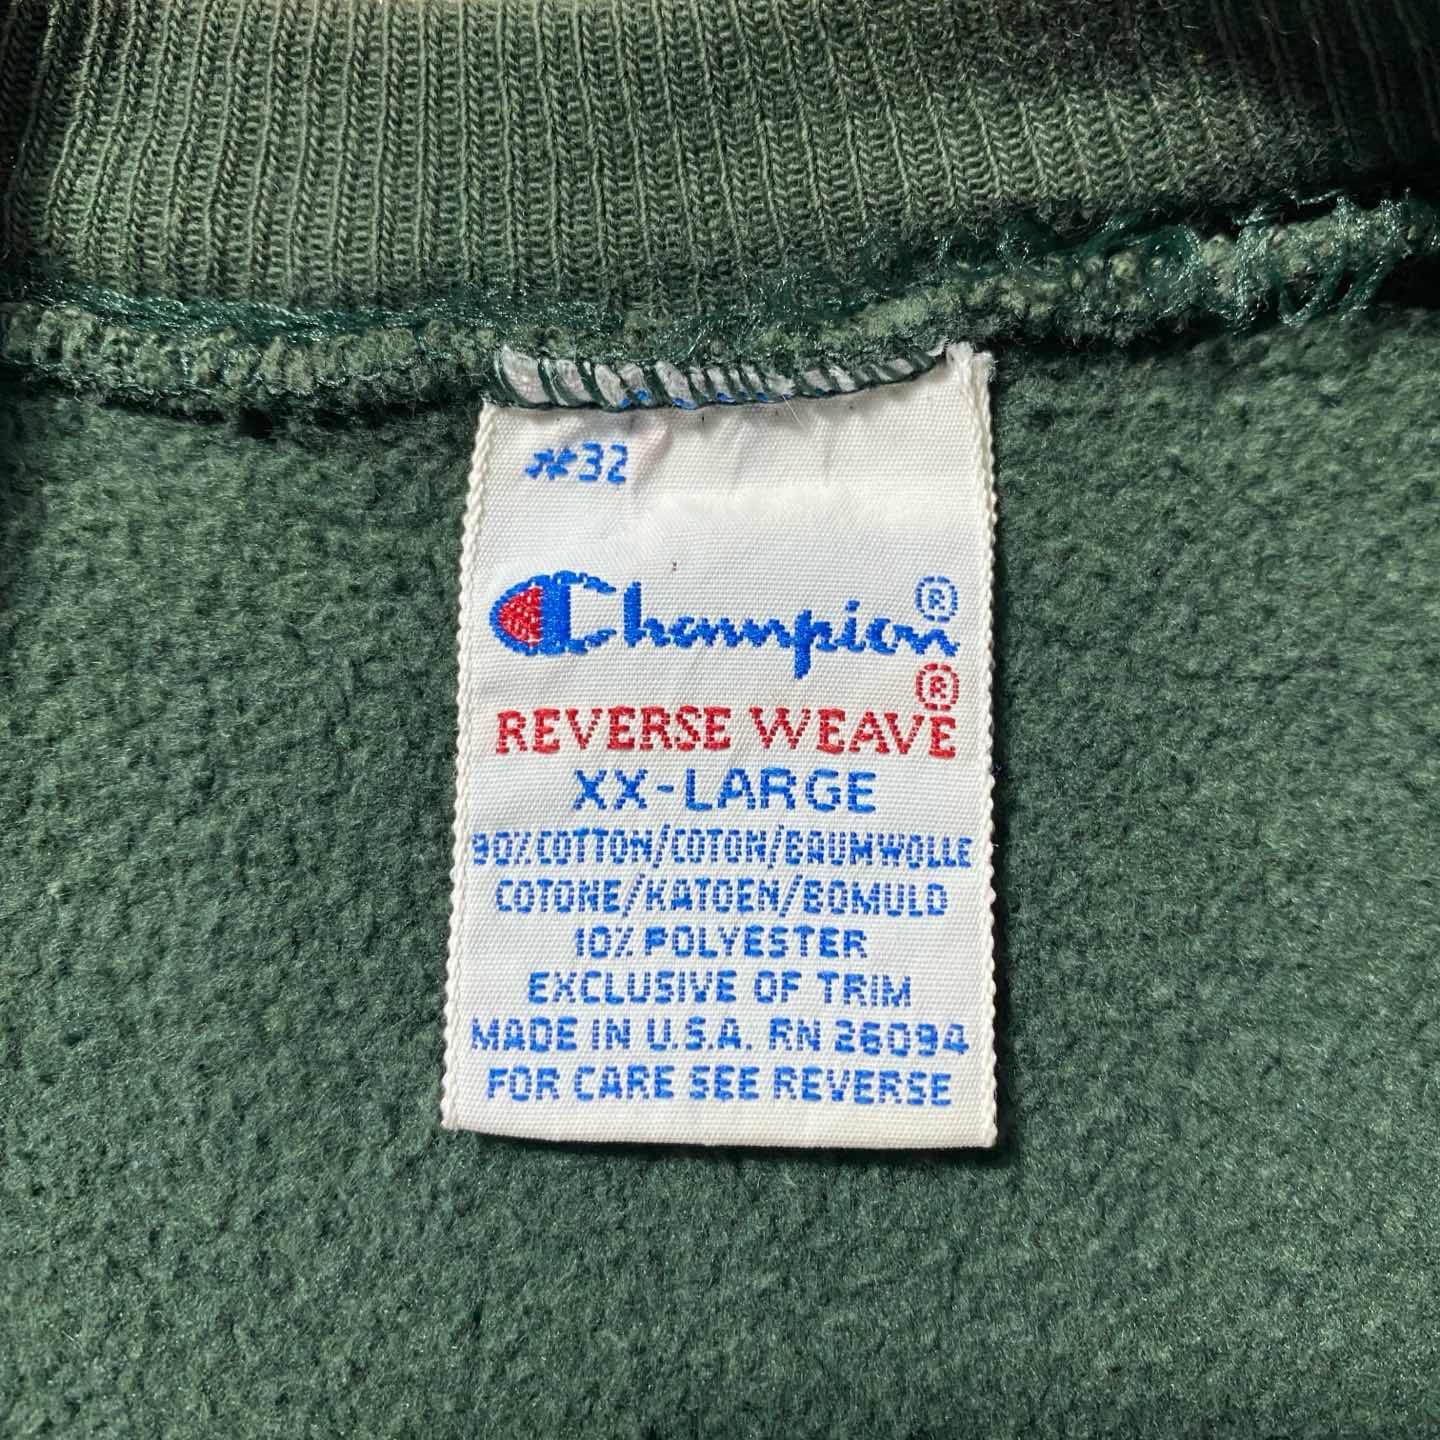 #32
Champion ®
®
REVERSE WEAVE
XX-LARGE
90% COTTON/COTON/BAUMWOLLE
COTONE/KATOEN/BOMULD
10% POLYESTER
EXCLUSIVE OF TRIM
MADE IN U.S.A. RN 26094
FOR CARE SEE REVERSE